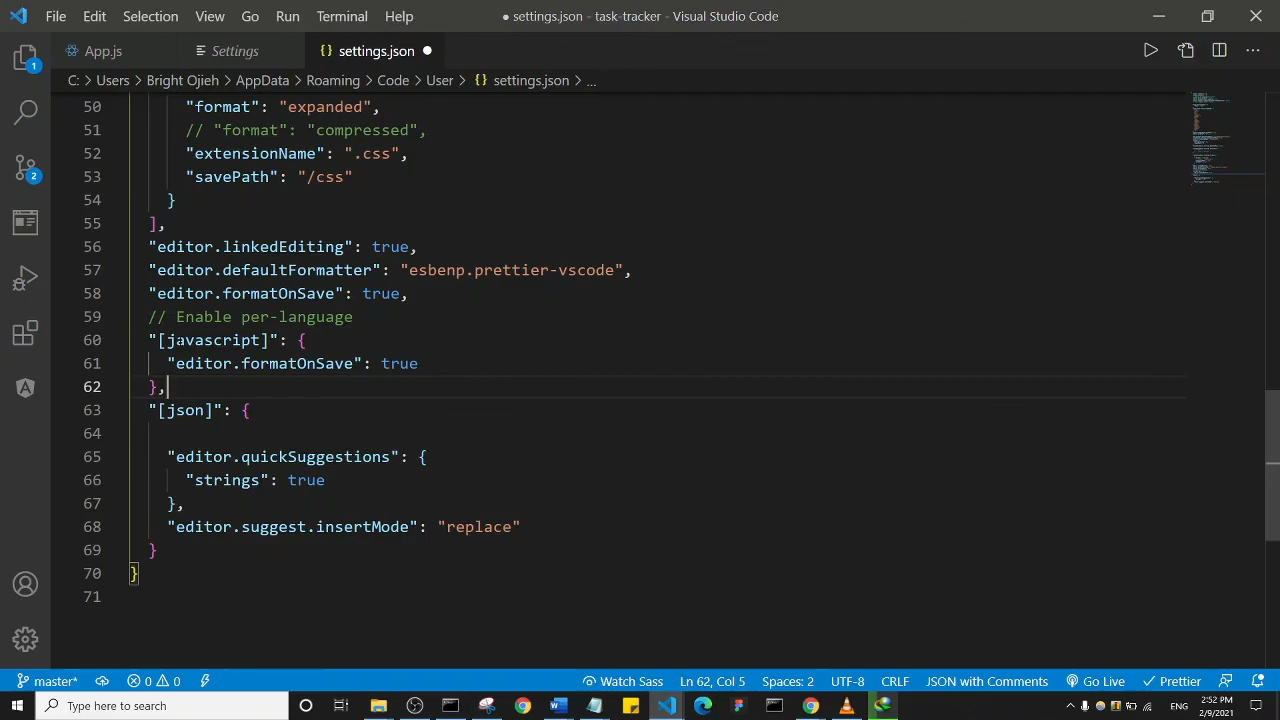 File Edit Selection View Go Run Terminal Help
● settings.json - task-tracker - Visual Studio Code
App.js
Settings
{} settings.json ●
C: > Users > Bright Ojieh > AppData > Roaming > Code > User > {} settings.json > ...
50 "format": "expanded",
51 // "format": "compressed",
52 "extensionName": ".css",
53 "savePath": "/css"
54 }
55 ],
56 "editor.linkedEditing": true,
57 "editor.defaultFormatter": "esbenp.prettier-vscode",
58 "editor.formatOnSave": true,
59 // Enable per-language
60 "[javascript]": {
61 "editor.formatOnSave": true
62 },
63 "[json]": {
64
65 "editor.quickSuggestions": {
66 "strings": true
67 },
68 "editor.suggest.insertMode": "replace"
69 }
70 }
71
1
2
master* 0 0 Watch Sass Ln 62, Col 5 Spaces: 2 UTF-8 CRLF JSON with Comments Go Live Prettier
Type here to search
ENG
2:52 PM
2/9/2021